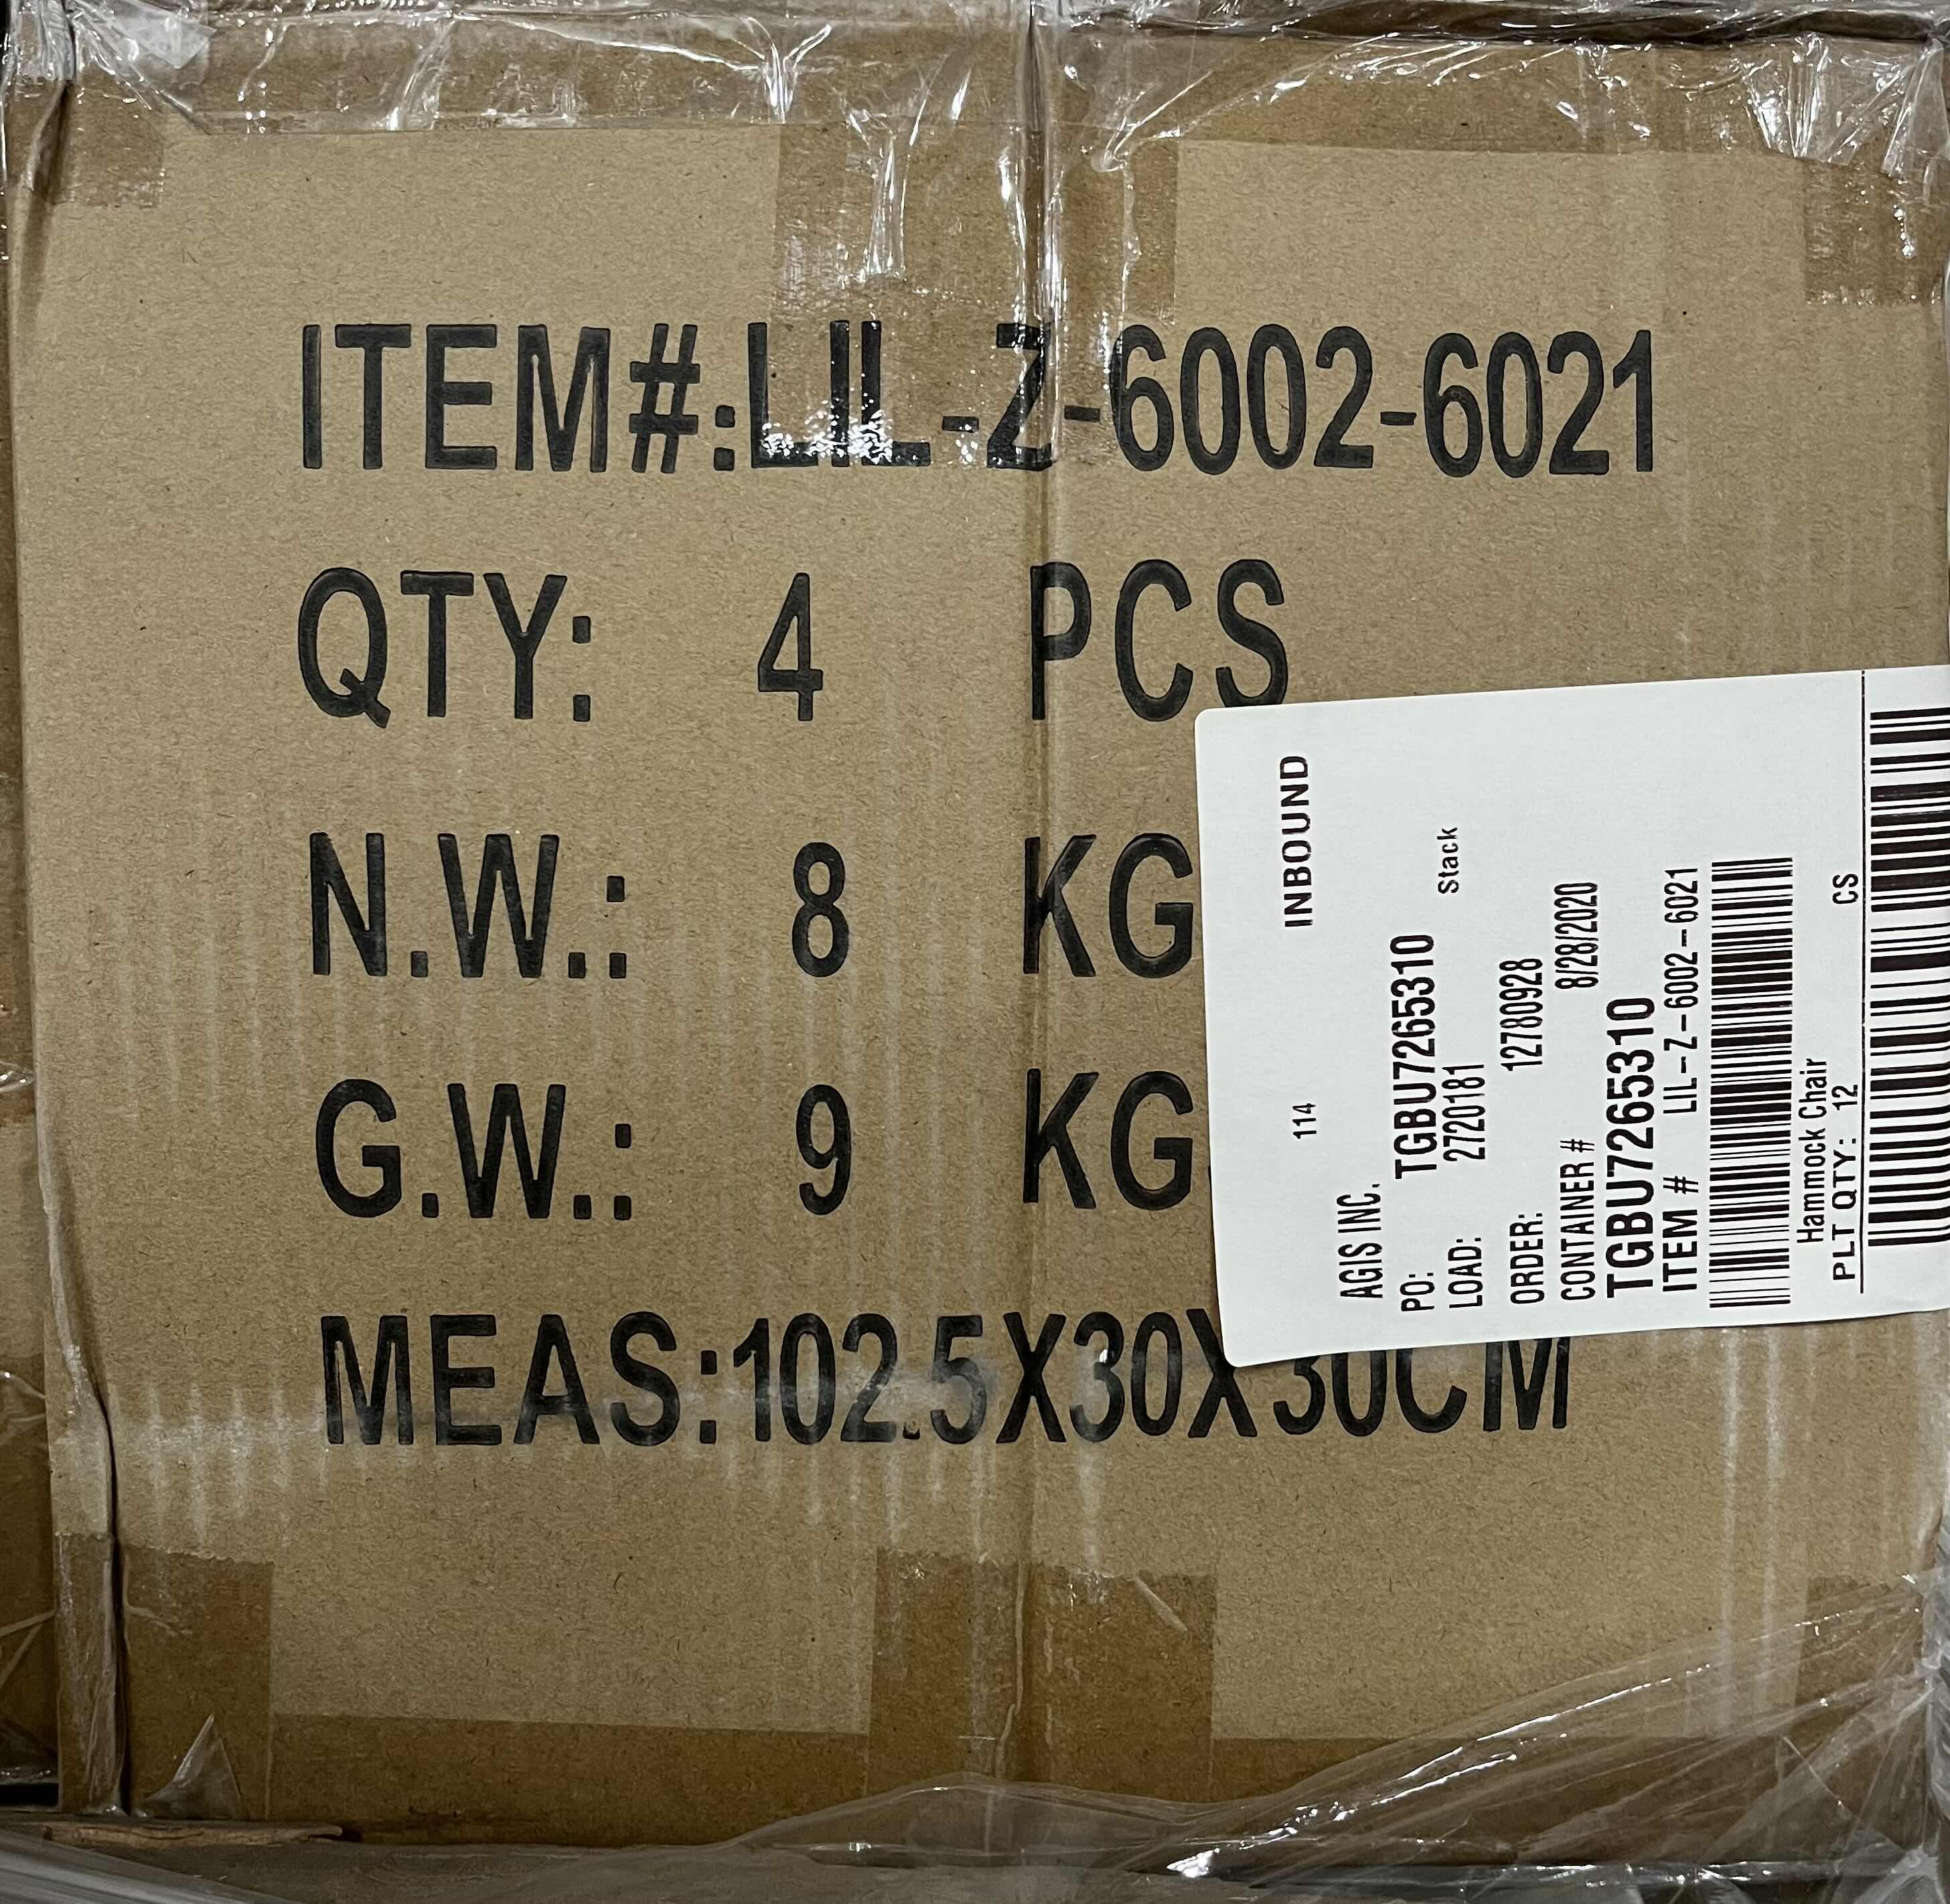 ITEM#:LIL-Z-6002-6021
QTY: 4 PCS
N.W.: 8 KG
G.W.: 9 KG
MEAS:102.5X30X30CM
114 INBOUND
AGIS INC.
PO: TGBU7265310
LOAD: 2720181 Stack
ORDER: 12780928
CONTAINER # 8/28/2020
TGBU7265310
ITEM # LIL-Z-6002-6021
Hammock Chair
PLT QTY: 12 CS